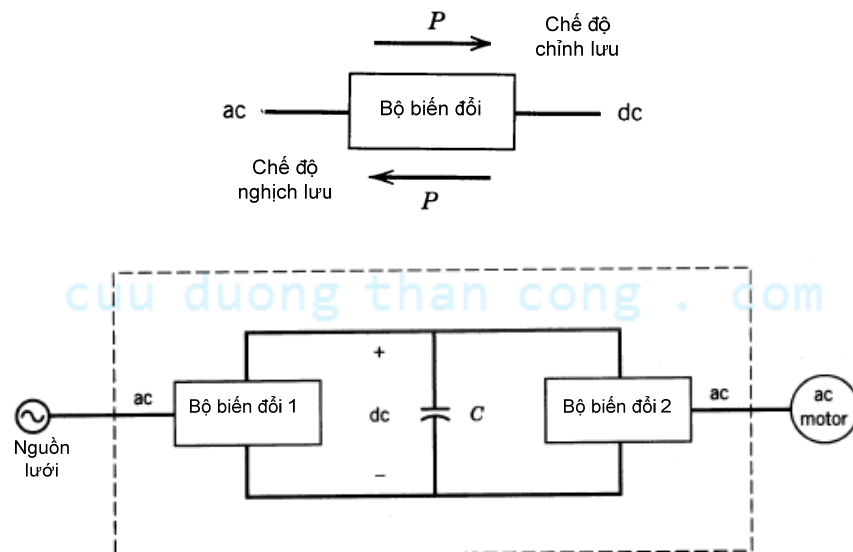 P
Chế độ
chỉnh lưu
ac
Bộ biến đổi
dc
Chế độ
nghịch lưu
P
cuu duong than cong . com
+
ac
Bộ biến đổi 1
dc
C
Bộ biến đổi 2
ac
ac
motor
Nguồn
lưới
−